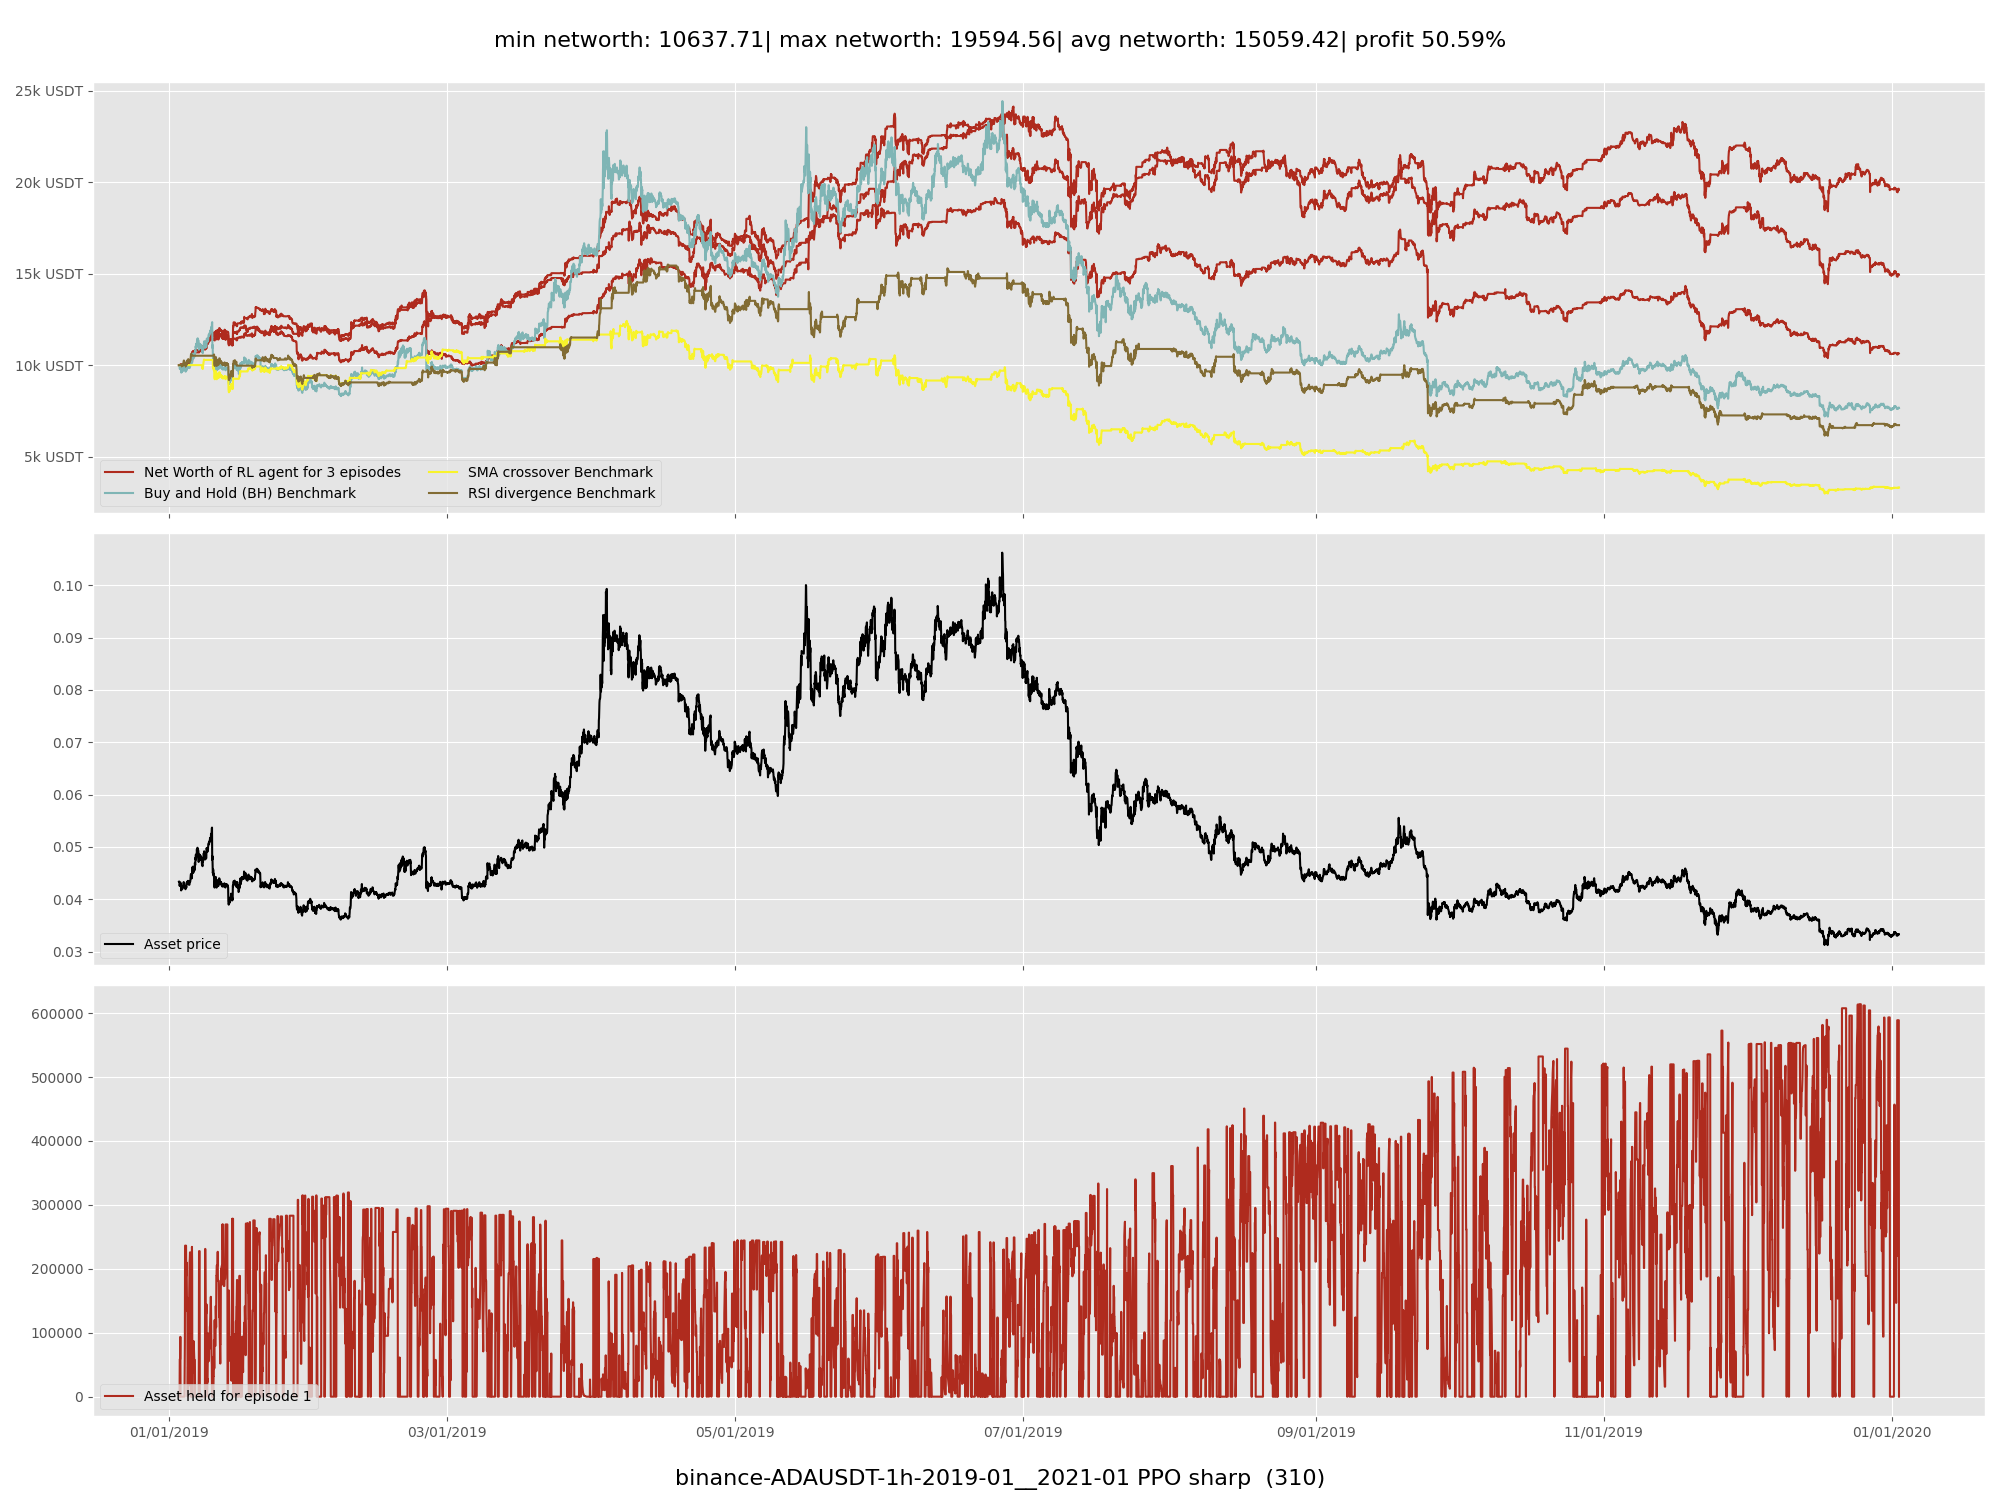 min networth: 10637.71| max networth: 19594.56| avg networth: 15059.42| profit 50.59%
25k USDT
20k USDT
15k USDT
10k USDT
5k USDT
Net Worth of RL agent for 3 episodes
Buy and Hold (BH) Benchmark
SMA crossover Benchmark
RSI divergence Benchmark
0.10
0.09
0.08
0.07
0.06
0.05
0.04
0.03
Asset price
600000
500000
400000
300000
200000
100000
0
Asset held for episode 1
01/01/2019
03/01/2019
05/01/2019
07/01/2019
09/01/2019
11/01/2019
01/01/2020
binance-ADAUSDT-1h-2019-01__2021-01 PPO sharp  (310)